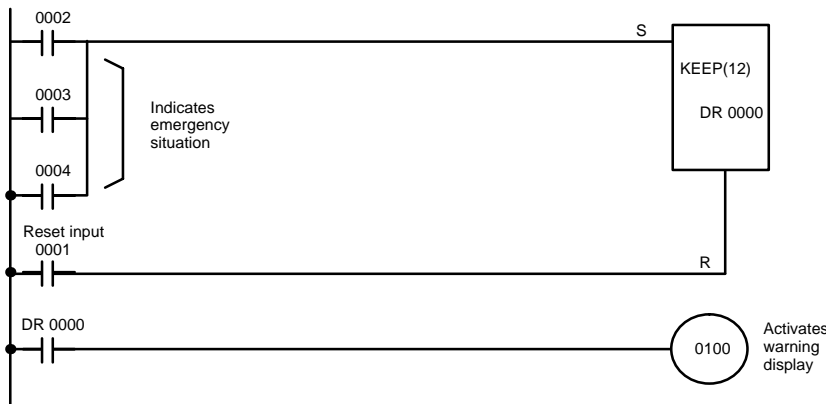 0002
S
KEEP(12)
0003
Indicates
emergency
situation
DR 0000
0004
Reset input
0001
R
DR 0000
0100
Activates
warning
display